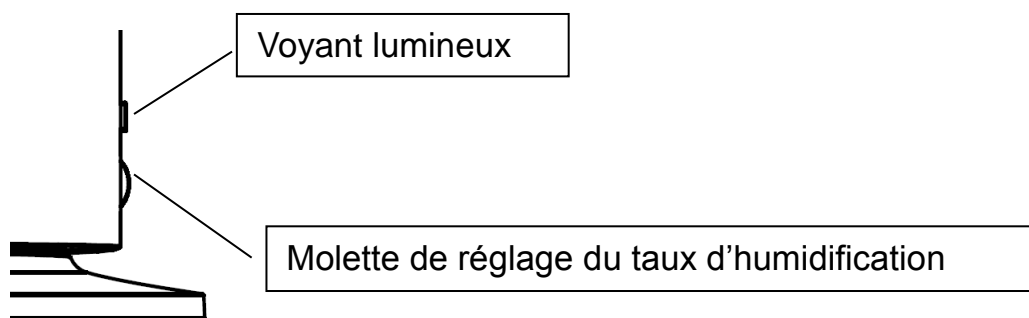 Voyant lumineux
Molette de réglage du taux d’humidification